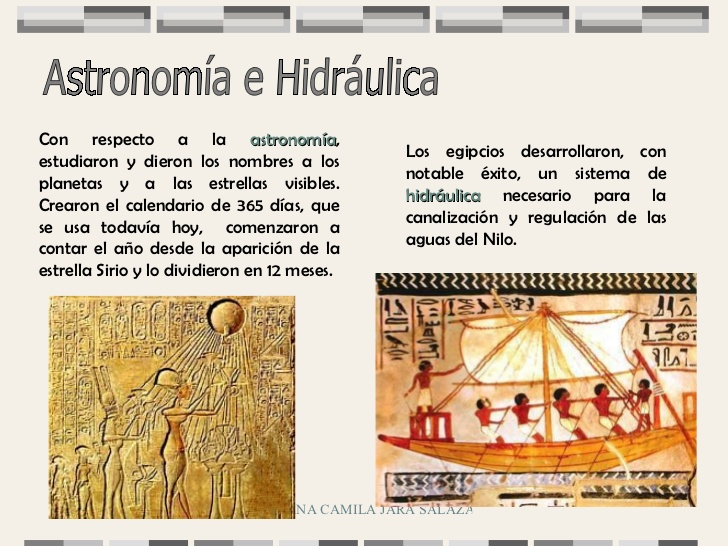 Astronomía e Hidráulica
Con respecto a la astronomía,
estudiaron y dieron los nombres a los
planetas y a las estrellas visibles.
Crearon el calendario de 365 días, que
se usa todavía hoy, comenzaron a
contar el año desde la aparición de la
estrella Sirio y lo dividieron en 12 meses.
Los egipcios desarrollaron, con
notable éxito, un sistema de
hidráulica necesario para la
canalización y regulación de las
aguas del Nilo.
NA CAMILA JARA SALAZA